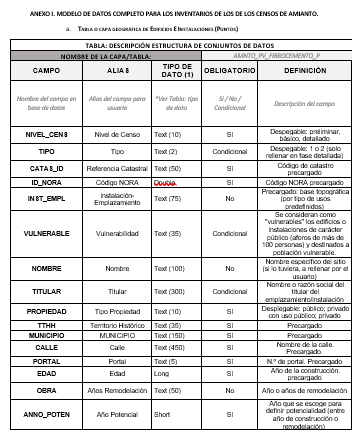 ANEXO I. MODELO DE DATOS COMPLETO PARA LOS INVENTARIOS DE LOS DE LOS CENSOS DE AMIANTO.
a. TABLA O CAPA GEOGRÁFICA DE EDIFICIOS E INSTALACIONES (PUNTOS)
TABLA: DESCRIPCIÓN ESTRUCTURA DE CONJUNTOS DE DATOS
NOMBRE DE LA CAPA/TABLA: AMNTO_PV_FIBROCEMENTO_P
CAMPO ALIAS TIPO DE DATO (1) OBLIGATORIO DEFINICIÓN
Nombre del campo en base de datos Alias del campo para usuario *Ver Tabla: tipo de dato Sí / No / Condicional Descripción del campo
NIVEL_CENS Nivel de Censo Text (10) SÍ Despegable: preliminar, básico, detallado
TIPO Tipo Text (2) Condicional Despegable: 1 o 2 (solo rellenar en fase detallada)
CATAS_ID Referencia Catastral Text (50) SÍ Código de catastro precargado
ID_NORA Código NORA Double SÍ Código NORA precargado
INST_EMPL Instalación-Emplazamiento Text (75) No Precargado: base topográfica (por tipo de usos predefinidos)
VULNERABLE Vulnerabilidad Text (35) Condicional Se consideran como "vulnerables" los edificios o instalaciones de carácter público (aforos de más de 100 personas) y destinados a población vulnerable.
NOMBRE Nombre Text (100) No Nombre específico del sitio (si lo tuviera, a rellenar por el usuario)
TITULAR Titular Text (300) Condicional Nombre o razón social del titular del emplazamiento/instalación
PROPIEDAD Tipo Propiedad Text (10) SÍ Desplegable: público; privado con uso público; privado
TTHH Territorio Histórico Text (35) SÍ Precargado
MUNICIPIO MUNICIPIO Text (150) SÍ Precargado
CALLE Calle Text (450) SÍ Nombre de la calle. Precargado.
PORTAL Portal Text (5) SÍ N.º de portal. Precargado
EDAD Edad Long SÍ Año de la construcción. precargado
OBRA Años Remodelación Text (50) No Año o años de remodelación
ANNO_POTEN Año Potencial Short SÍ Año que se escoge para definir potencialidad (entre año de construcción o remodelación)